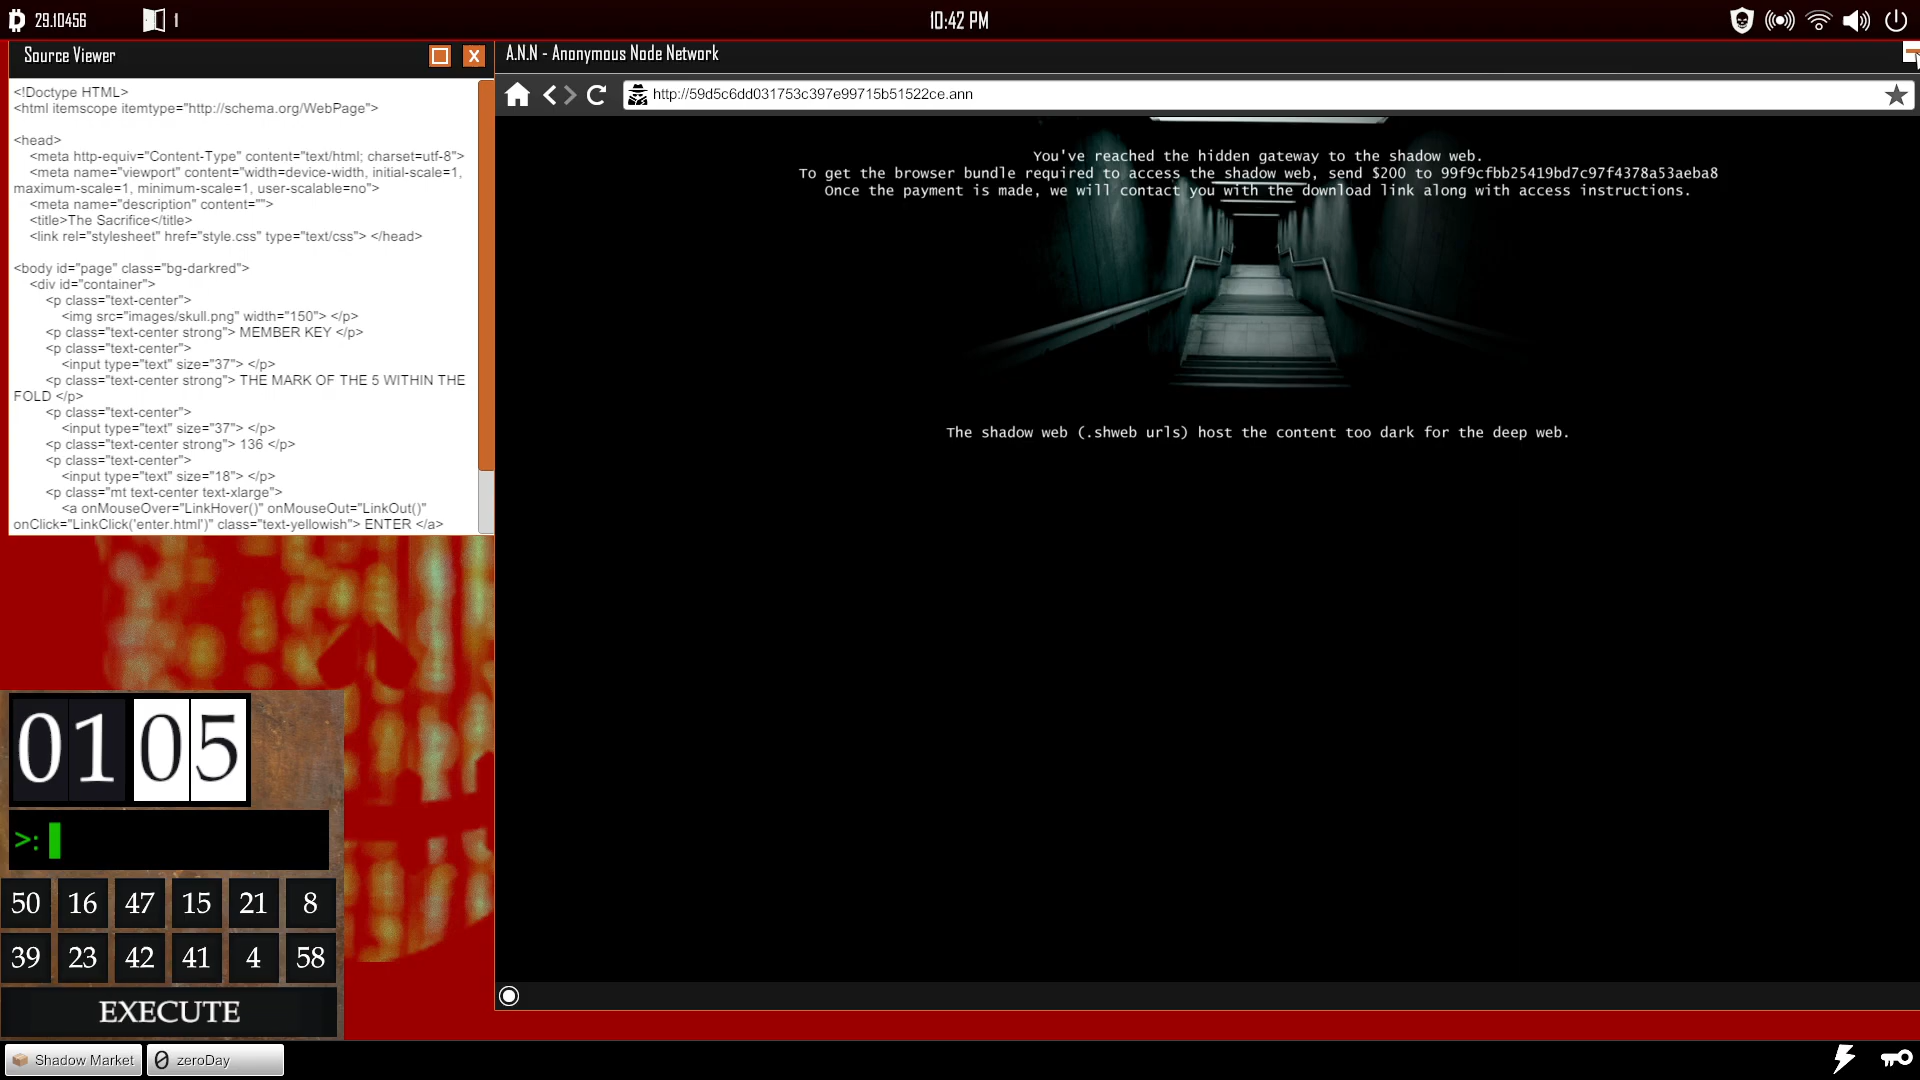 29.10456
1
10:42 PM
Source Viewer
X
<!Doctype HTML>
<html itemscope itemtype="http://schema.org/WebPage">
<head>
<meta http-equiv="Content-Type" content="text/html; charset=utf-8">
<meta name="viewport" content="width=device-width, initial-scale=1,
maximum-scale=1, minimum-scale=1, user-scalable=no">
<meta name="description" content="">
<title>The Sacrifice</title>
<link rel="stylesheet" href="style.css" type="text/css"> </head>
<body id="page" class="bg-darkred">
<div id="container">
<p class="text-center">
<img src="images/skull.png" width="150"> </p>
<p class="text-center strong"> MEMBER KEY </p>
<p class="text-center">
<input type="text" size="37"> </p>
<p class="text-center strong"> THE MARK OF THE 5 WITHIN THE
FOLD </p>
<p class="text-center">
<input type="text" size="37"> </p>
<p class="text-center strong"> 136 </p>
<p class="text-center">
<input type="text" size="18"> </p>
<p class="mt text-center text-xlarge">
<a onMouseOver="LinkHover()" onMouseOut="LinkOut()"
onClick="LinkClick('enter.html')" class="text-yellowish"> ENTER </a>
A.N.N - Anonymous Node Network
http://59d5c6dd031753c397e99715b51522ce.ann
You've reached the hidden gateway to the shadow web.
To get the browser bundle required to access the shadow web, send $200 to 99f9cfbb25419bd7c97f4378a53aeba8
Once the payment is made, we will contact you with the download link along with access instructions.
The shadow web (.shweb urls) host the content too dark for the deep web.
01 05
>:
50 16 47 15 21 8
39 23 42 41 4 58
EXECUTE
Shadow Market
zeroDay